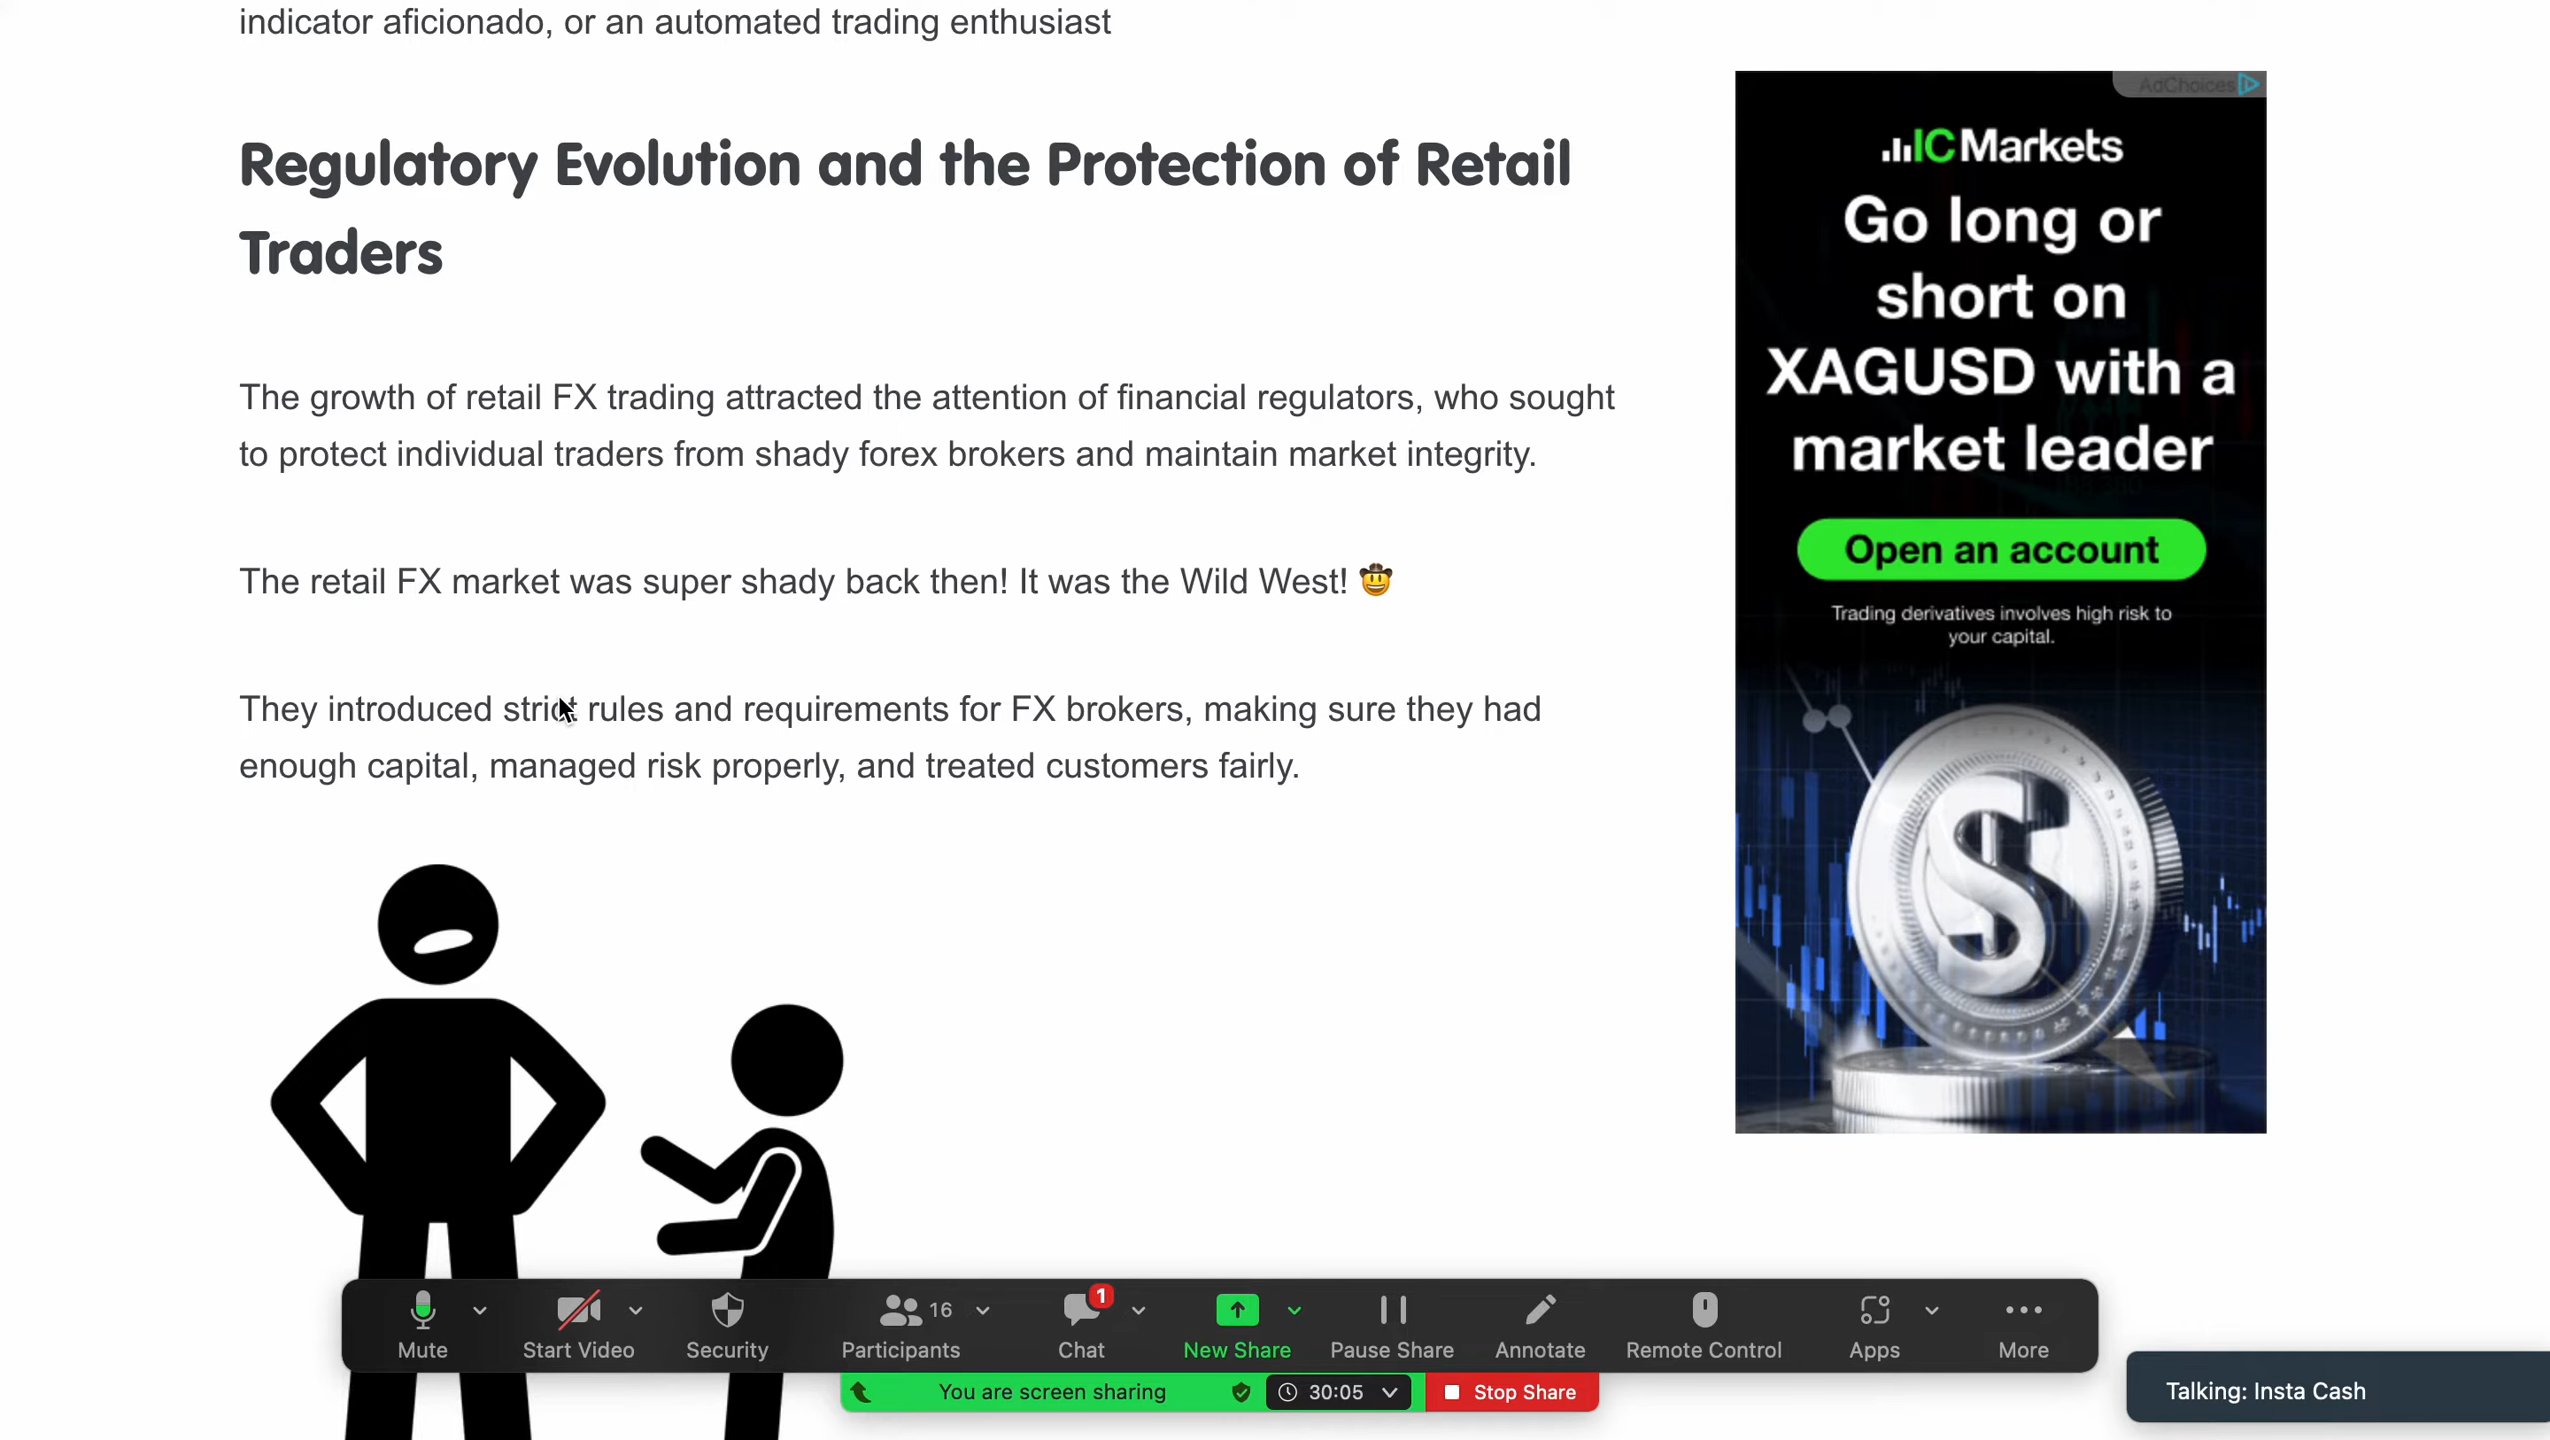 indicator aficionado, or an automated trading enthusiast
Regulatory Evolution and the Protection of Retail
Traders
The growth of retail FX trading attracted the attention of financial regulators, who sought
to protect individual traders from shady forex brokers and maintain market integrity.
The retail FX market was super shady back then! It was the Wild West! 🤠
They introduced strict rules and requirements for FX brokers, making sure they had
enough capital, managed risk properly, and treated customers fairly.
AdChoices
IC Markets
Go long or
short on
XAGUSD with a
market leader
Open an account
Trading derivatives involves high risk to
your capital.
Mute
Start Video
Security
16
Participants
1
Chat
New Share
Pause Share
Annotate
Remote Control
Apps
More
You are screen sharing
30:05
Stop Share
Talking: Insta Cash